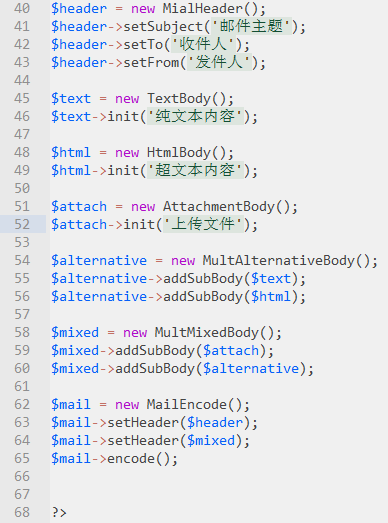 40 $header = new MialHeader();
41 $header->setSubject('邮件主题');
42 $header->setTo('收件人');
43 $header->setFrom('发件人');
44
45 $text = new TextBody();
46 $text->init('纯文本内容');
47
48 $html = new HtmlBody();
49 $html->init('超文本内容');
50
51 $attach = new AttachmentBody();
52 $attach->init('上传文件');
53
54 $alternative = new MultAlternativeBody();
55 $alternative->addSubBody($text);
56 $alternative->addSubBody($html);
57
58 $mixed = new MultMixedBody();
59 $mixed->addSubBody($attach);
60 $mixed->addSubBody($alternative);
61
62 $mail = new MailEncode();
63 $mail->setHeader($header);
64 $mail->setHeader($mixed);
65 $mail->encode();
66
67
68 ?>